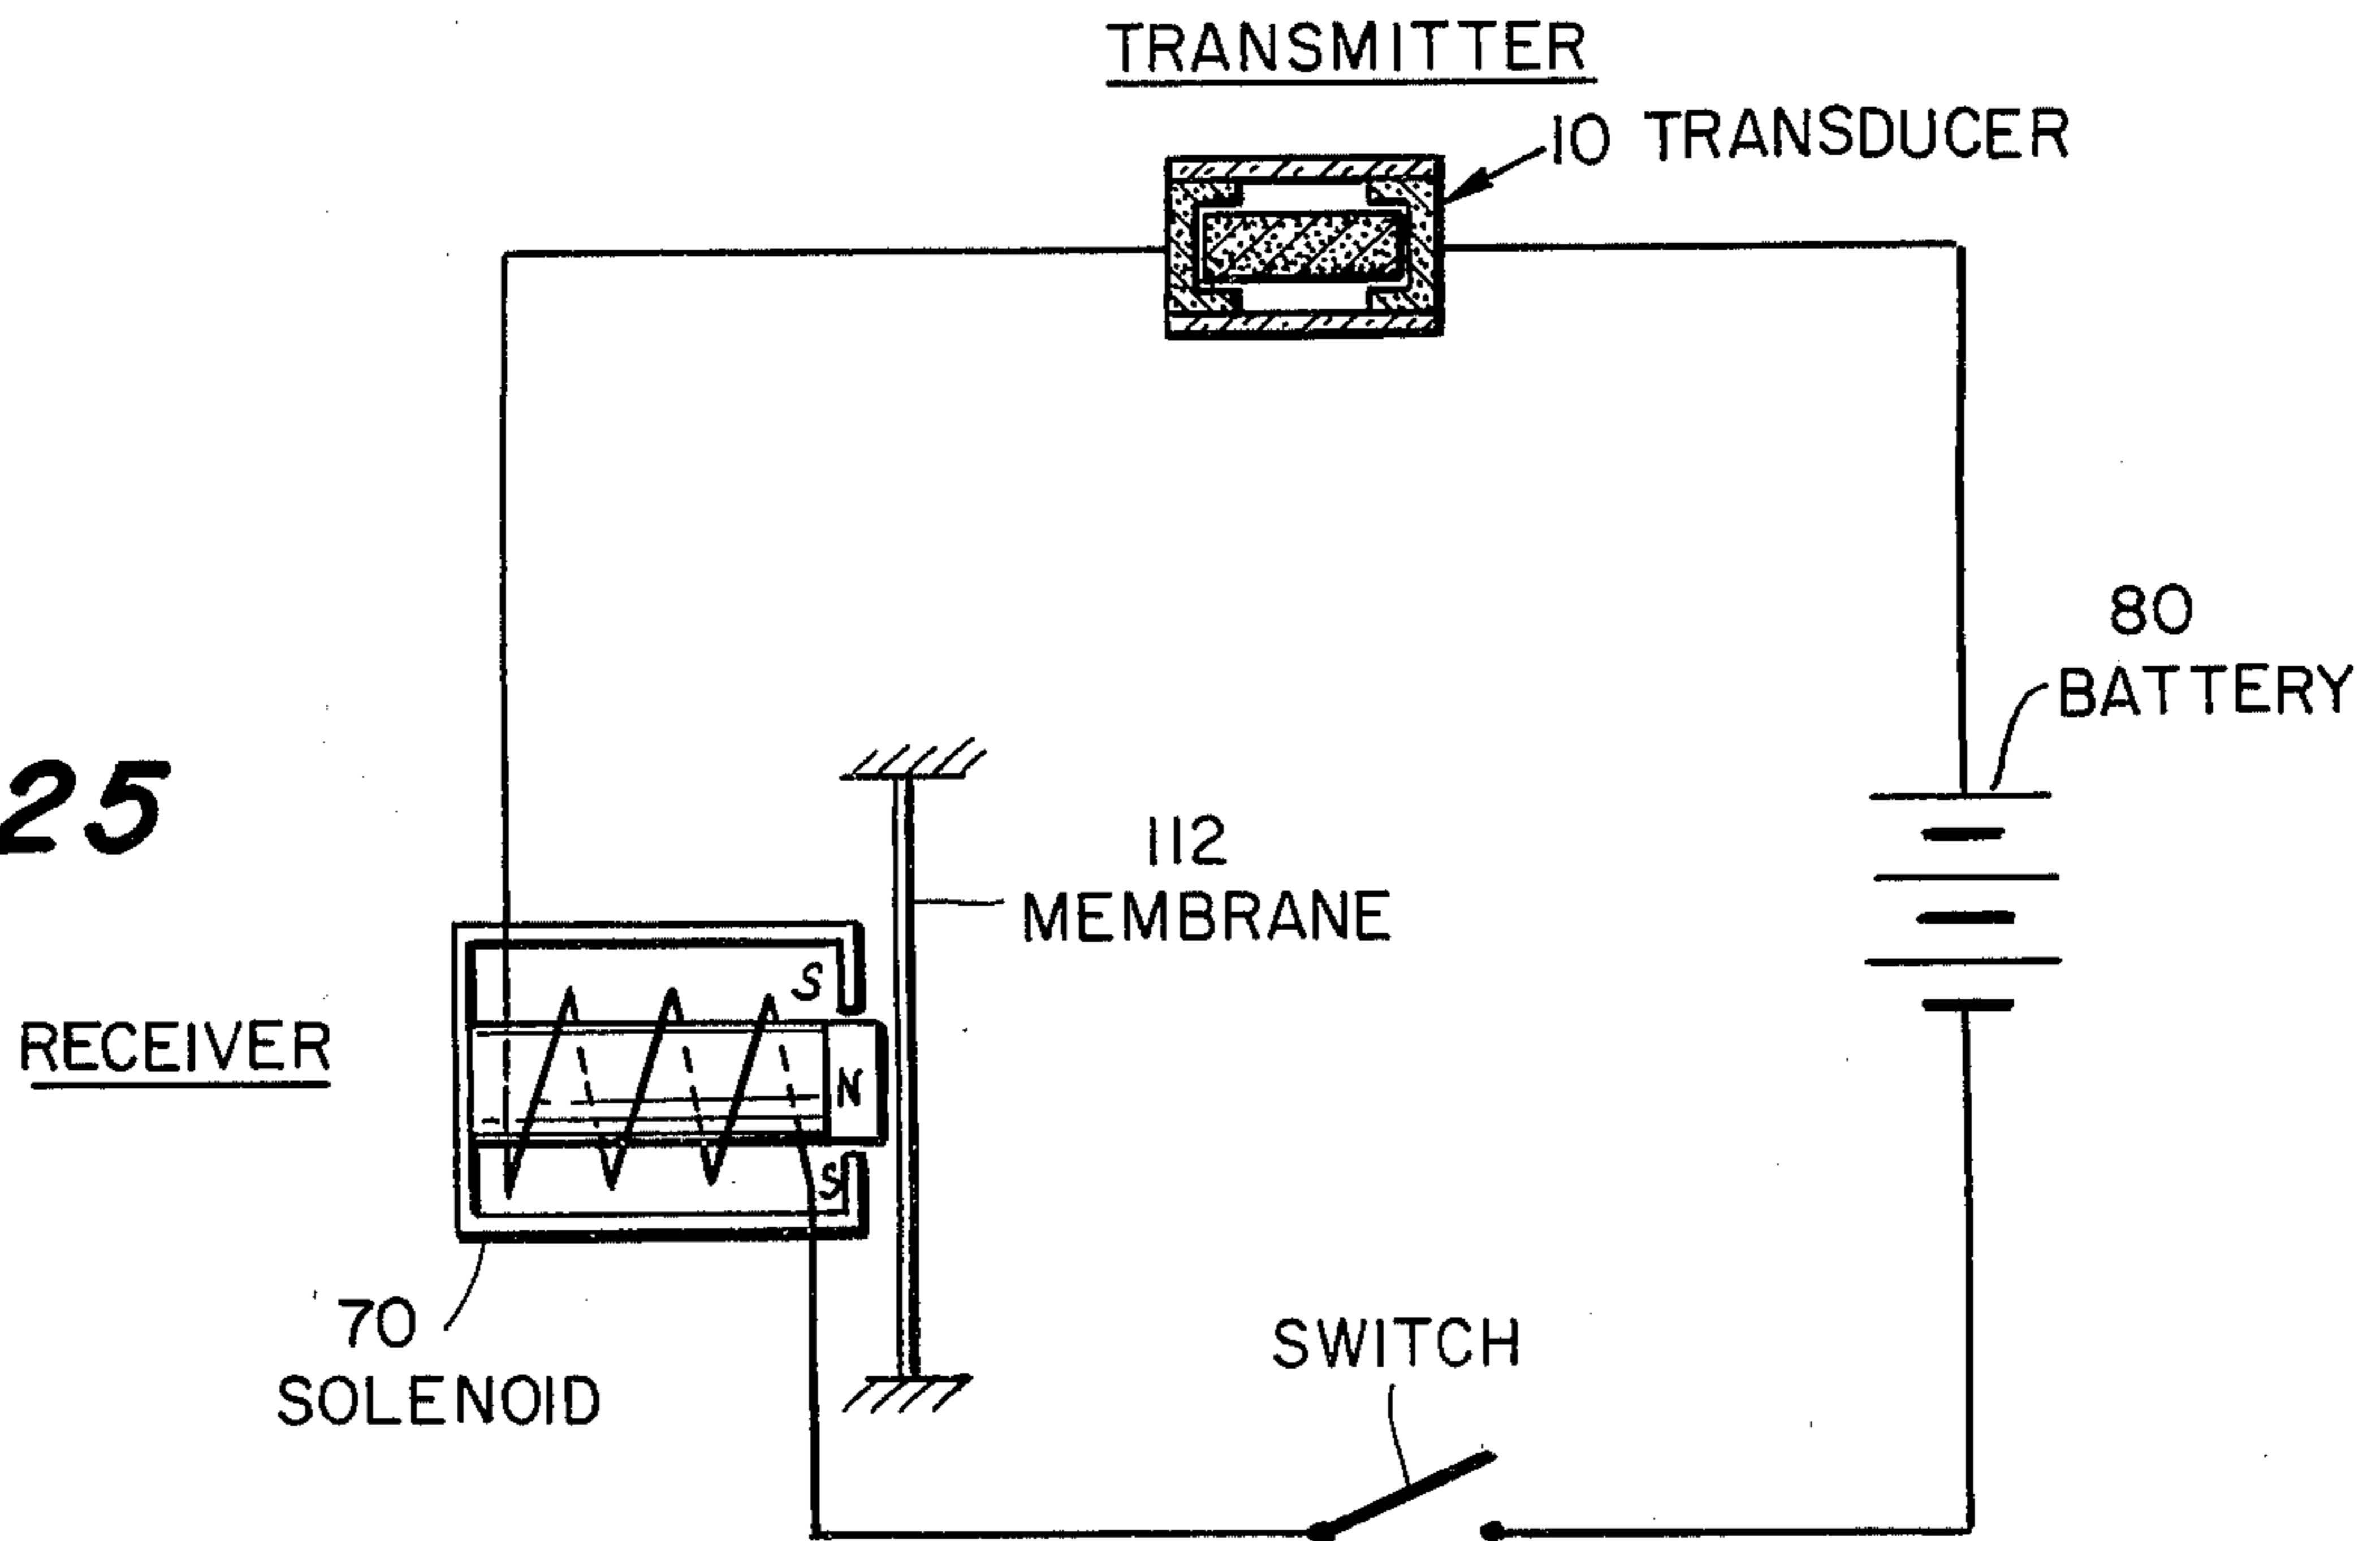 TRANSMITTER
10 TRANSDUCER
80
BATTERY
25
112
MEMBRANE
S
RECEIVER
N
S
70
SOLENOID
SWITCH